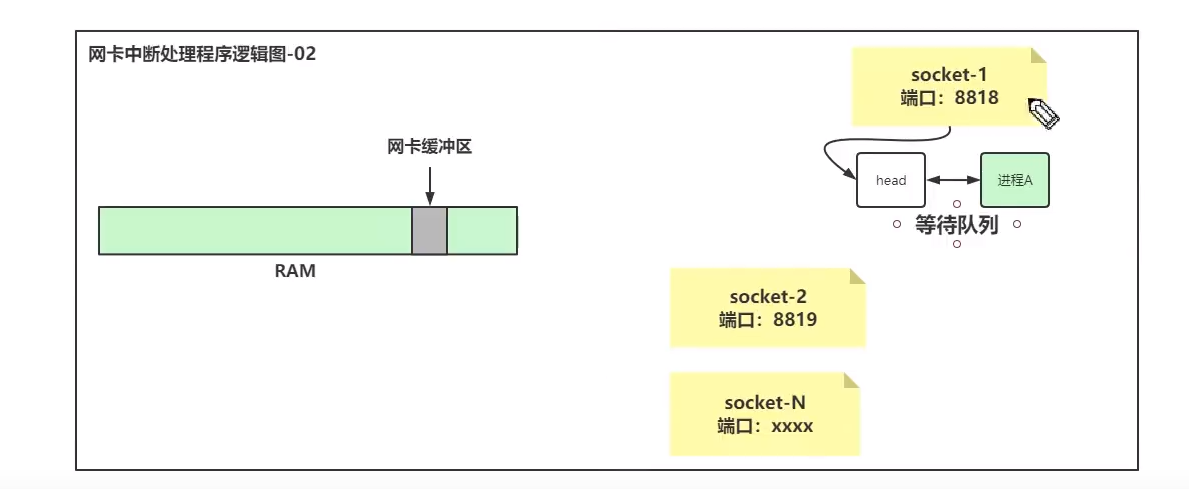 网卡中断处理程序逻辑图-02
socket-1
端口：8818
网卡缓冲区
head
进程A
等待队列
RAM
socket-2
端口：8819
socket-N
端口：xxxx